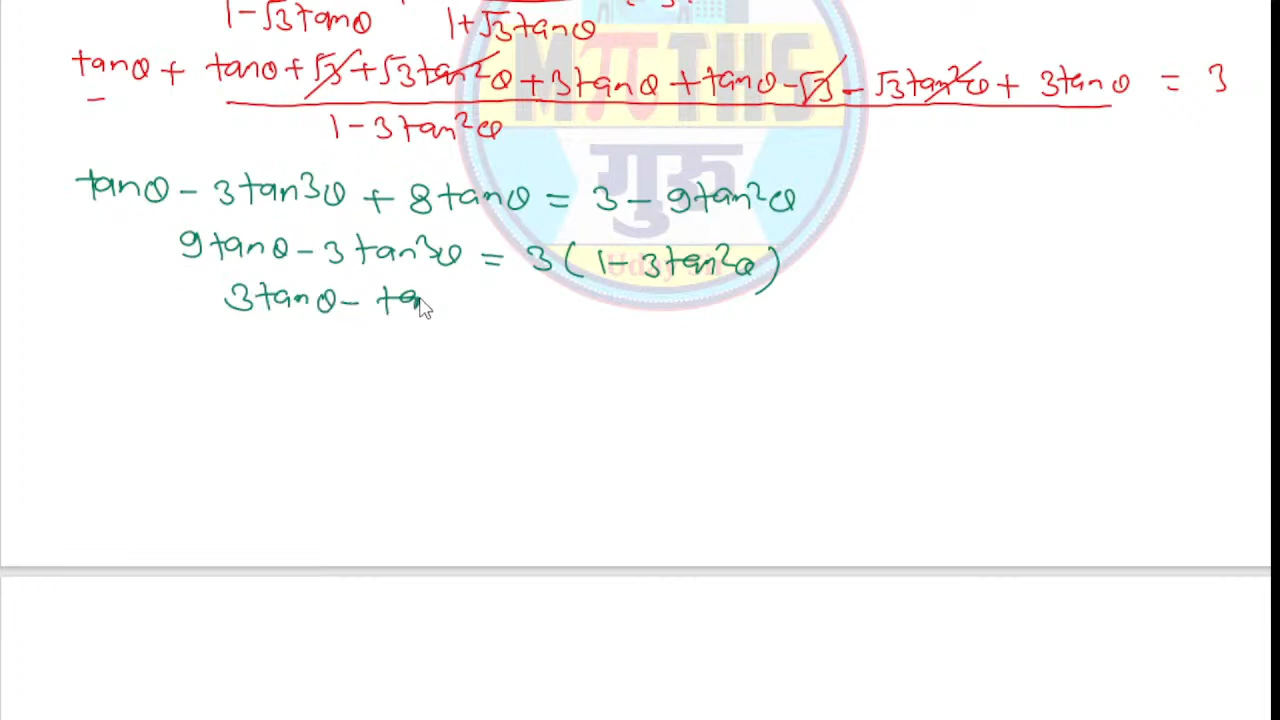 1-√3tanθ 1+√3tanθ
tanθ + tanθ+√3+√3tan²θ+3tanθ+tanθ-√3-√3tan²θ+3tanθ = 3
1-3tan²θ
tanθ - 3tan³θ + 8tanθ = 3 - 9tan²θ
9tanθ - 3tan³θ = 3(1-3tan²θ)
3tanθ - ta
MπTHS
गुरु